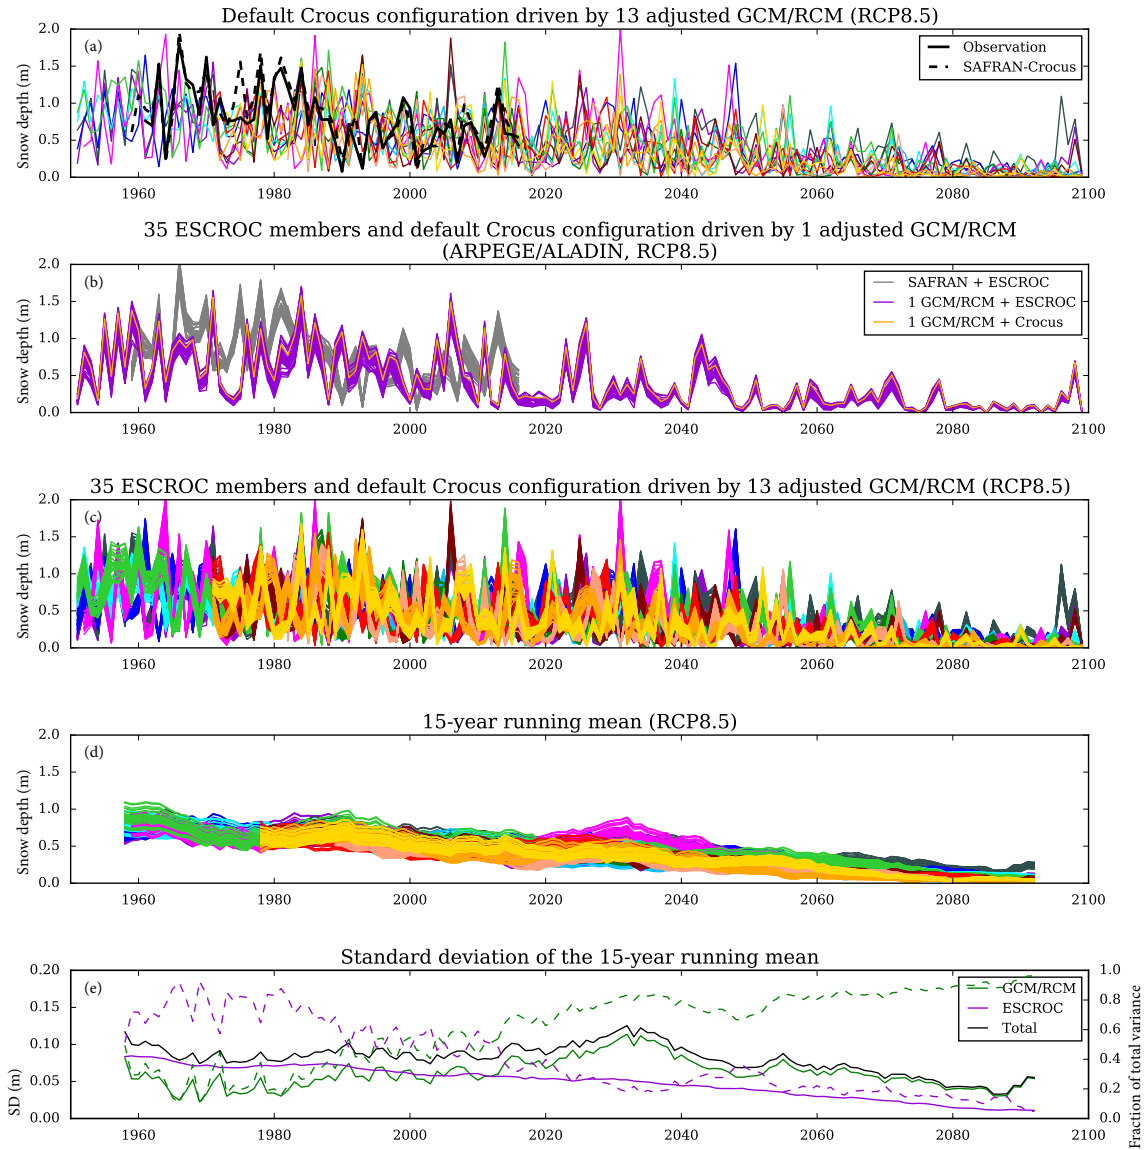 Default Crocus configuration driven by 13 adjusted GCM/RCM (RCP8.5)
(a)
Observation
SAFRAN-Crocus
Snow depth (m)
2.0
1.5
1.0
0.5
0.0
1960 1980 2000 2020 2040 2060 2080 2100
35 ESCROC members and default Crocus configuration driven by 1 adjusted GCM/RCM
(ARPEGE/ALADIN, RCP8.5)
(b)
SAFRAN + ESCROC
1 GCM/RCM + ESCROC
1 GCM/RCM + Crocus
Snow depth (m)
2.0
1.5
1.0
0.5
0.0
1960 1980 2000 2020 2040 2060 2080 2100
35 ESCROC members and default Crocus configuration driven by 13 adjusted GCM/RCM (RCP8.5)
(c)
Snow depth (m)
2.0
1.5
1.0
0.5
0.0
1960 1980 2000 2020 2040 2060 2080 2100
15-year running mean (RCP8.5)
(d)
Snow depth (m)
2.0
1.5
1.0
0.5
0.0
1960 1980 2000 2020 2040 2060 2080 2100
Standard deviation of the 15-year running mean
(e)
GCM/RCM
ESCROC
Total
SD (m)
0.20
0.15
0.10
0.05
0.00
1.0
0.8
0.6
0.4
0.2
0.0
Fraction of total variance
1960 1980 2000 2020 2040 2060 2080 2100